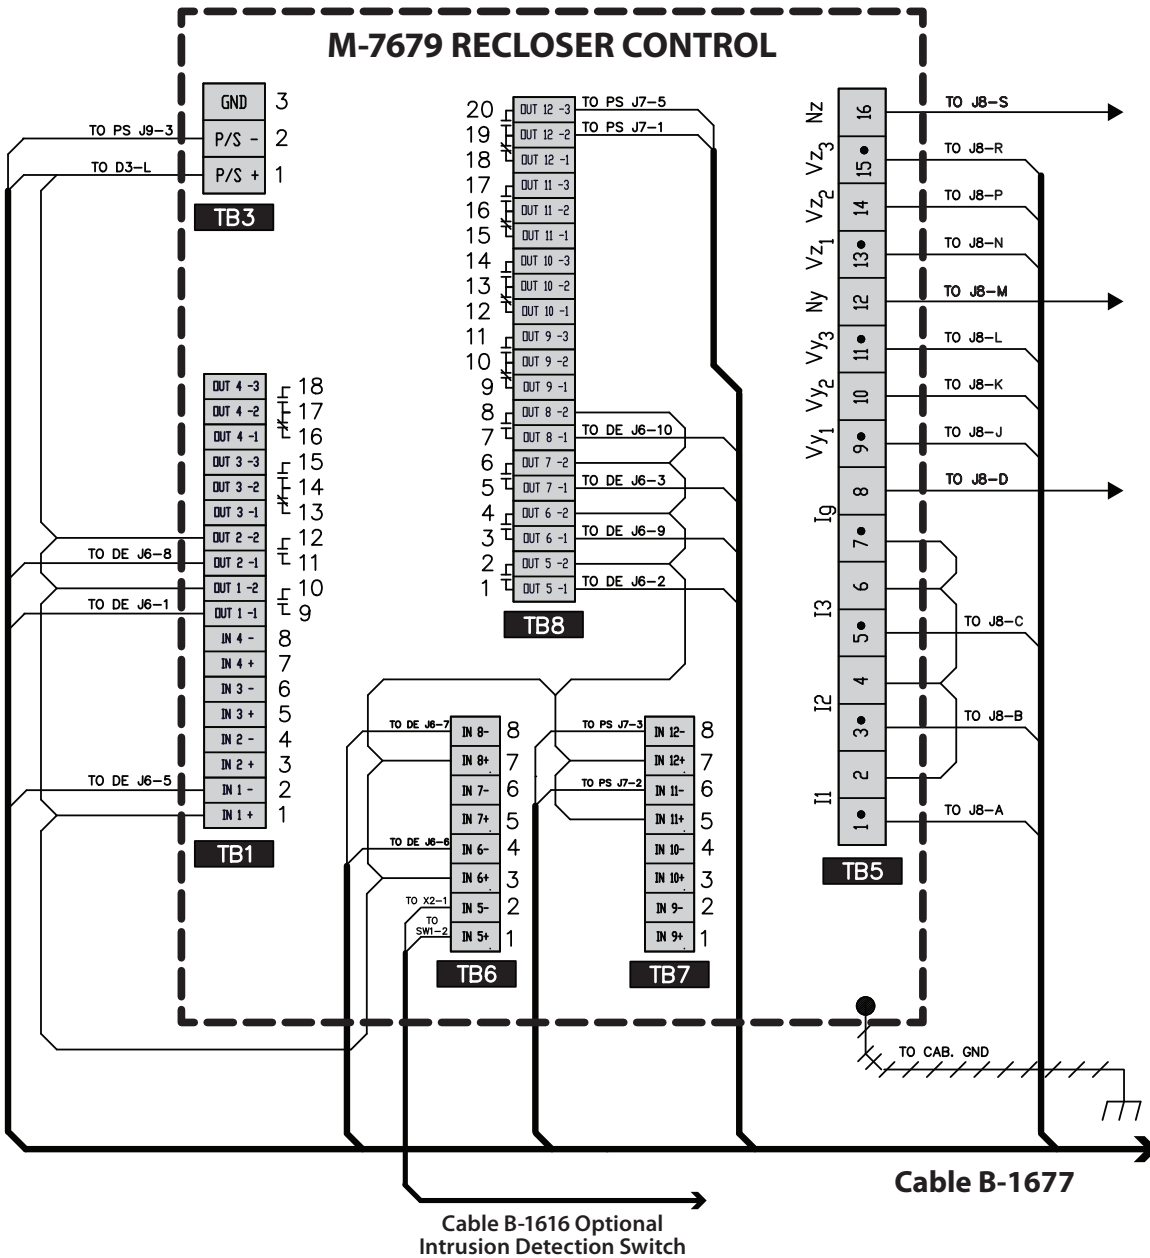 M-7679 RECLOSER CONTROL
GND 3
P/S - 2
P/S + 1
TB3
TO PS J9-3
TO D3-L
OUT 4 -3 18
OUT 4 -2 17
OUT 4 -1 16
OUT 3 -3 15
OUT 3 -2 14
OUT 3 -1 13
OUT 2 -2 12
TO DE J6-8 OUT 2 -1 11
OUT 1 -2 10
TO DE J6-1 OUT 1 -1 9
IN 4 - 8
IN 4 + 7
IN 3 - 6
IN 3 + 5
IN 2 - 4
IN 2 + 3
TO DE J6-5 IN 1 - 2
IN 1 + 1
TB1
20 OUT 12 -3 TO PS J7-5
19 OUT 12 -2 TO PS J7-1
18 OUT 12 -1
17 OUT 11 -3
16 OUT 11 -2
15 OUT 11 -1
14 OUT 10 -3
13 OUT 10 -2
12 OUT 10 -1
11 OUT 9 -3
10 OUT 9 -2
9 OUT 9 -1
8 OUT 8 -2
7 OUT 8 -1 TO DE J6-10
6 OUT 7 -2
5 OUT 7 -1 TO DE J6-3
4 OUT 6 -2
3 OUT 6 -1 TO DE J6-9
2 OUT 5 -2
1 OUT 5 -1 TO DE J6-2
TB8
TO DE J6-7 IN 8- 8
IN 8+ 7
IN 7- 6
IN 7+ 5
TO DE J6-6 IN 6- 4
IN 6+ 3
TO X2-1 IN 5- 2
TO
SW1-2 IN 5+ 1
TB6
TO PS J7-3 IN 12- 8
IN 12+ 7
TO PS J7-2 IN 11- 6
IN 11+ 5
IN 10- 4
IN 10+ 3
IN 9- 2
IN 9+ 1
TB7
Nz 16 TO J8-S
Vz3 15 TO J8-R
Vz2 14 TO J8-P
Vz1 13 TO J8-N
Ny 12 TO J8-M
Vy3 11 TO J8-L
Vy2 10 TO J8-K
Vy1 9 TO J8-J
8 TO J8-D
Ig
7
6
I3
5 TO J8-C
4
I2
3 TO J8-B
2
I1
1 TO J8-A
TB5
TO CAB. GND
Cable B-1677
Cable B-1616 Optional
Intrusion Detection Switch